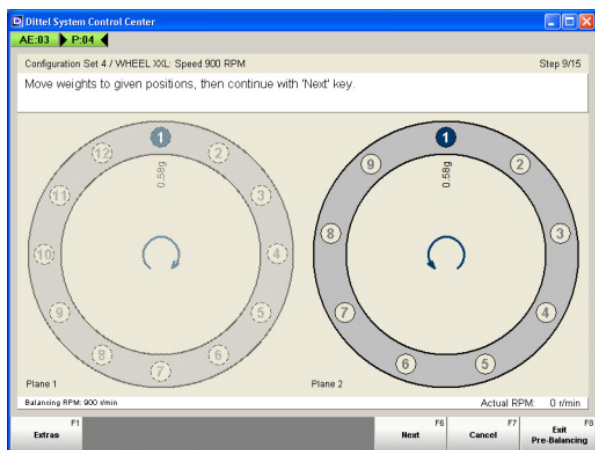 Dittel System Control Center
AE:03 P:04
Configuration Set 4 / WHEEL XXL: Speed 900 RPM Step 9/15
Move weights to given positions, then continue with 'Next' key.
1
12 2
11 3
10 4
9 5
8 6
7
0.58g
Plane 1
1
9 2
8 3
7 4
6 5
0.58g
Plane 2
Balancing RPM: 900 r/min Actual RPM: 0 r/min
F1 F6 F7 F8
Extras Next Cancel Exit
Pre-Balancing